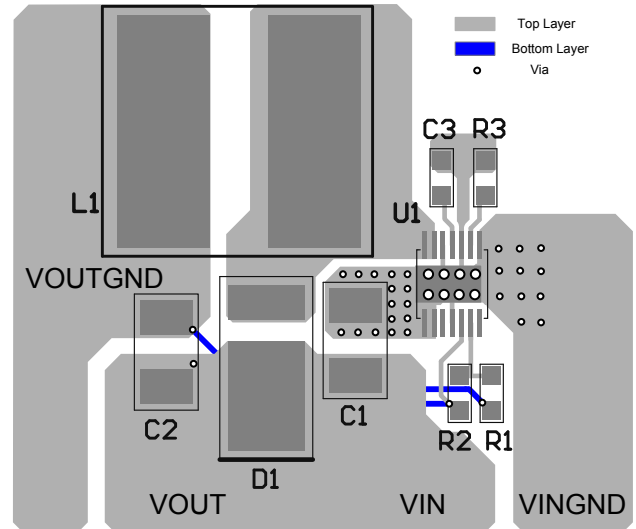 Top Layer
Bottom Layer
Via
C3 R3
L1
U1
VOUTGND
C2
C1
R2 R1
D1
VOUT
VIN
VINGND